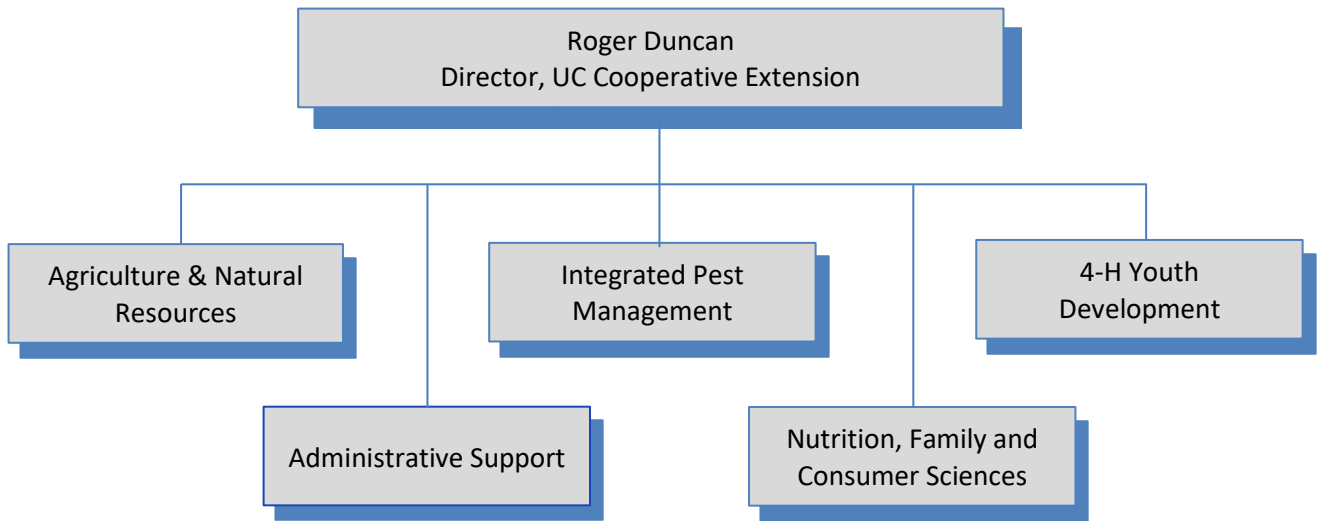 Roger Duncan
Director, UC Cooperative Extension
Agriculture & Natural
Resources
Integrated Pest
Management
4-H Youth
Development
Administrative Support
Nutrition, Family and
Consumer Sciences